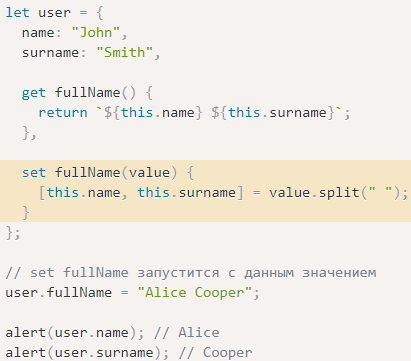 let user = {
  name: "John",
  surname: "Smith",

  get fullName() {
    return `${this.name} ${this.surname}`;
  },

  set fullName(value) {
    [this.name, this.surname] = value.split(" ");
  }
};

// set fullName запустится с данным значением
user.fullName = "Alice Cooper";

alert(user.name); // Alice
alert(user.surname); // Cooper